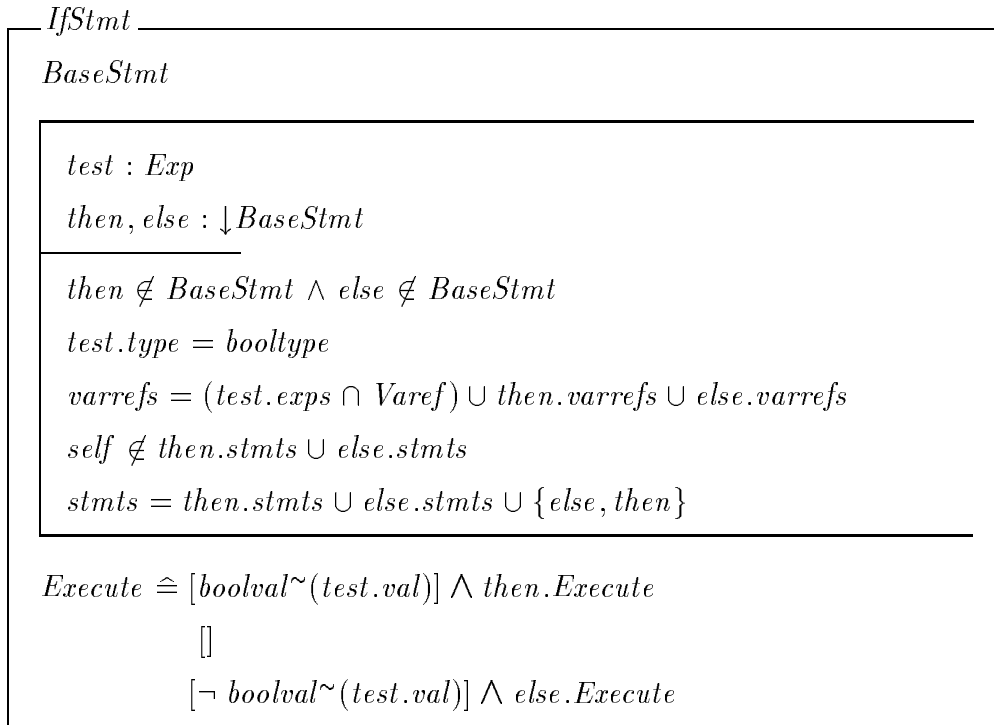 IfStmt
BaseStmt
test : Exp
then, else : ↓BaseStmt
then ∉ BaseStmt ∧ else ∉ BaseStmt
test.type = booltype
varrefs = (test.exps ∩ Varef) ∪ then.varrefs ∪ else.varrefs
self ∉ then.stmts ∪ else.stmts
stmts = then.stmts ∪ else.stmts ∪ {else, then}
Execute ≙ [boolval~(test.val)] ∧ then.Execute
[]
[¬ boolval~(test.val)] ∧ else.Execute